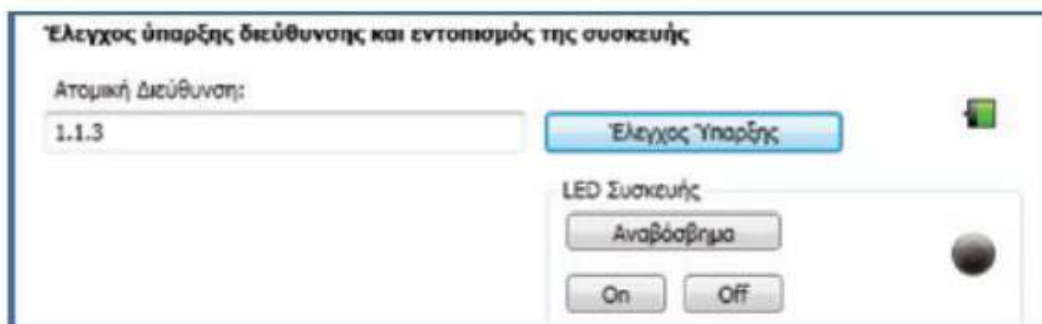 Έλεγχος ύπαρξης διεύθυνσης και εντοπισμός της συσκευής
Ατομική Διεύθυνση:
1.1.3
Έλεγχος Ύπαρξης
LED Συσκευής
Αναβόσβημα
On
Off